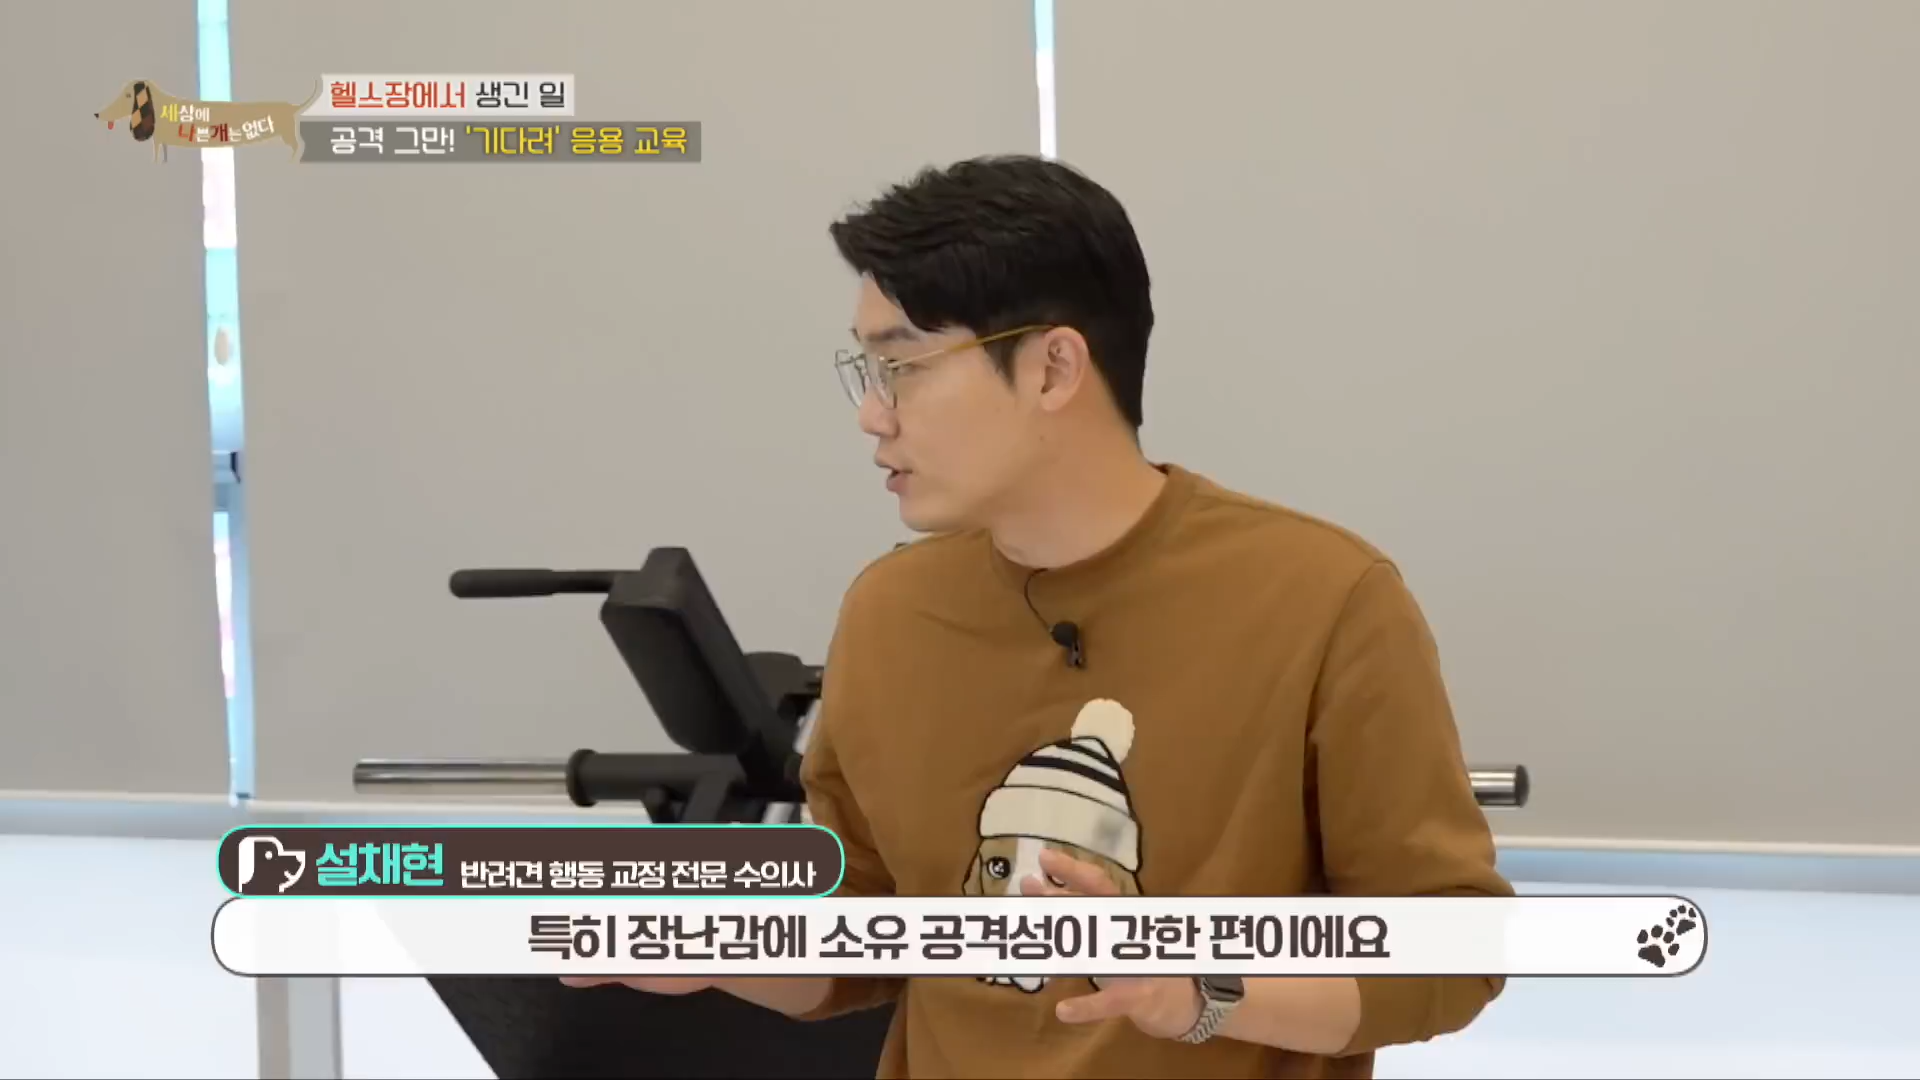 세상에
나쁜개는 없다
헬스장에서 생긴 일
공격 그만! '기다려' 응용 교육
설채현 반려견 행동 교정 전문 수의사
특히 장난감에 소유 공격성이 강한 편이에요